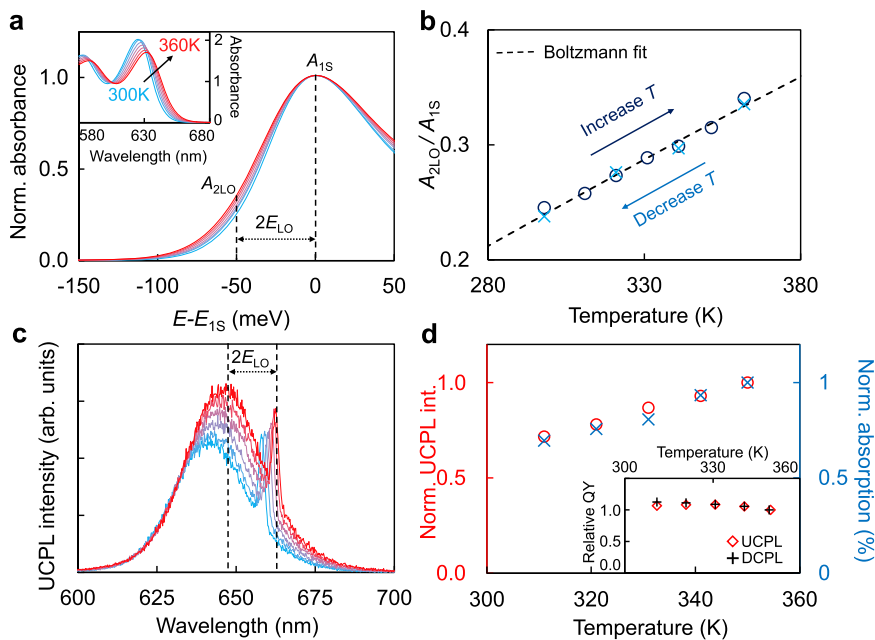 a
Norm. absorbance
1.0
0.5
0.0
-150
-100
-50
0
50
E-E1S (meV)
A1S
A2LO
2ELO
360K
300K
2
1
0
Absorbance
580
630
680
Wavelength (nm)
b
A2LO/A1S
0.4
0.3
0.2
280
330
380
Temperature (K)
Boltzmann fit
Increase T
Decrease T
c
UCPL intensity (arb. units)
2ELO
600
625
650
675
700
Wavelength (nm)
d
Norm. UCPL int.
1.0
0.5
0.0
300
320
340
360
Temperature (K)
1
0.5
0
Norm. absorption (%)
Temperature (K)
300
330
360
Relative QY
1.0
0.5
0.0
UCPL
DCPL